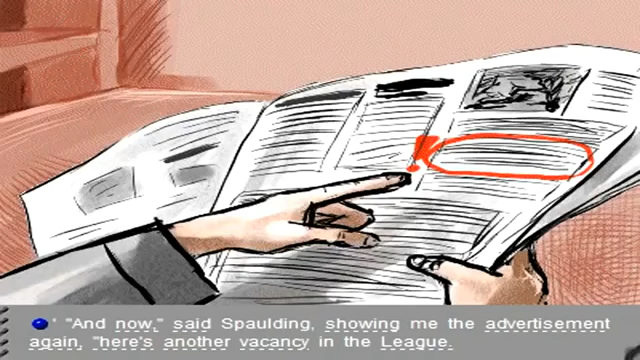 ' "And now," said Spaulding, showing me the advertisement
again, "here's another vacancy in the League.